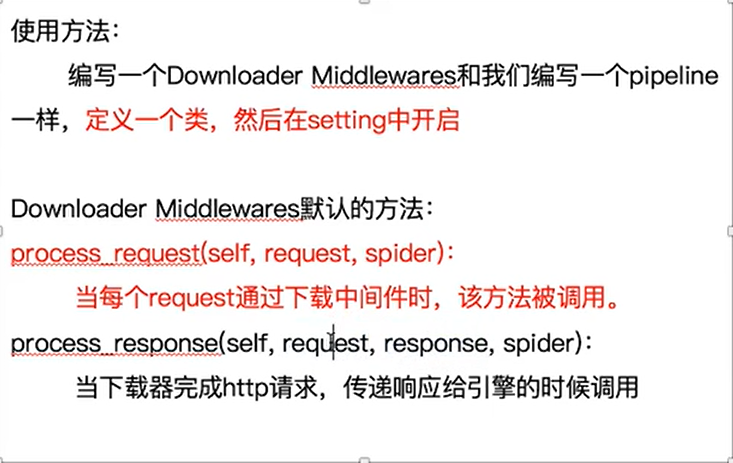 使用方法：
编写一个Downloader Middlewares和我们编写一个pipeline
一样，定义一个类，然后在setting中开启
Downloader Middlewares默认的方法：
process_request(self, request, spider)：
当每个request通过下载中间件时，该方法被调用。
process_response(self, request, response, spider)：
当下载器完成http请求，传递响应给引擎的时候调用